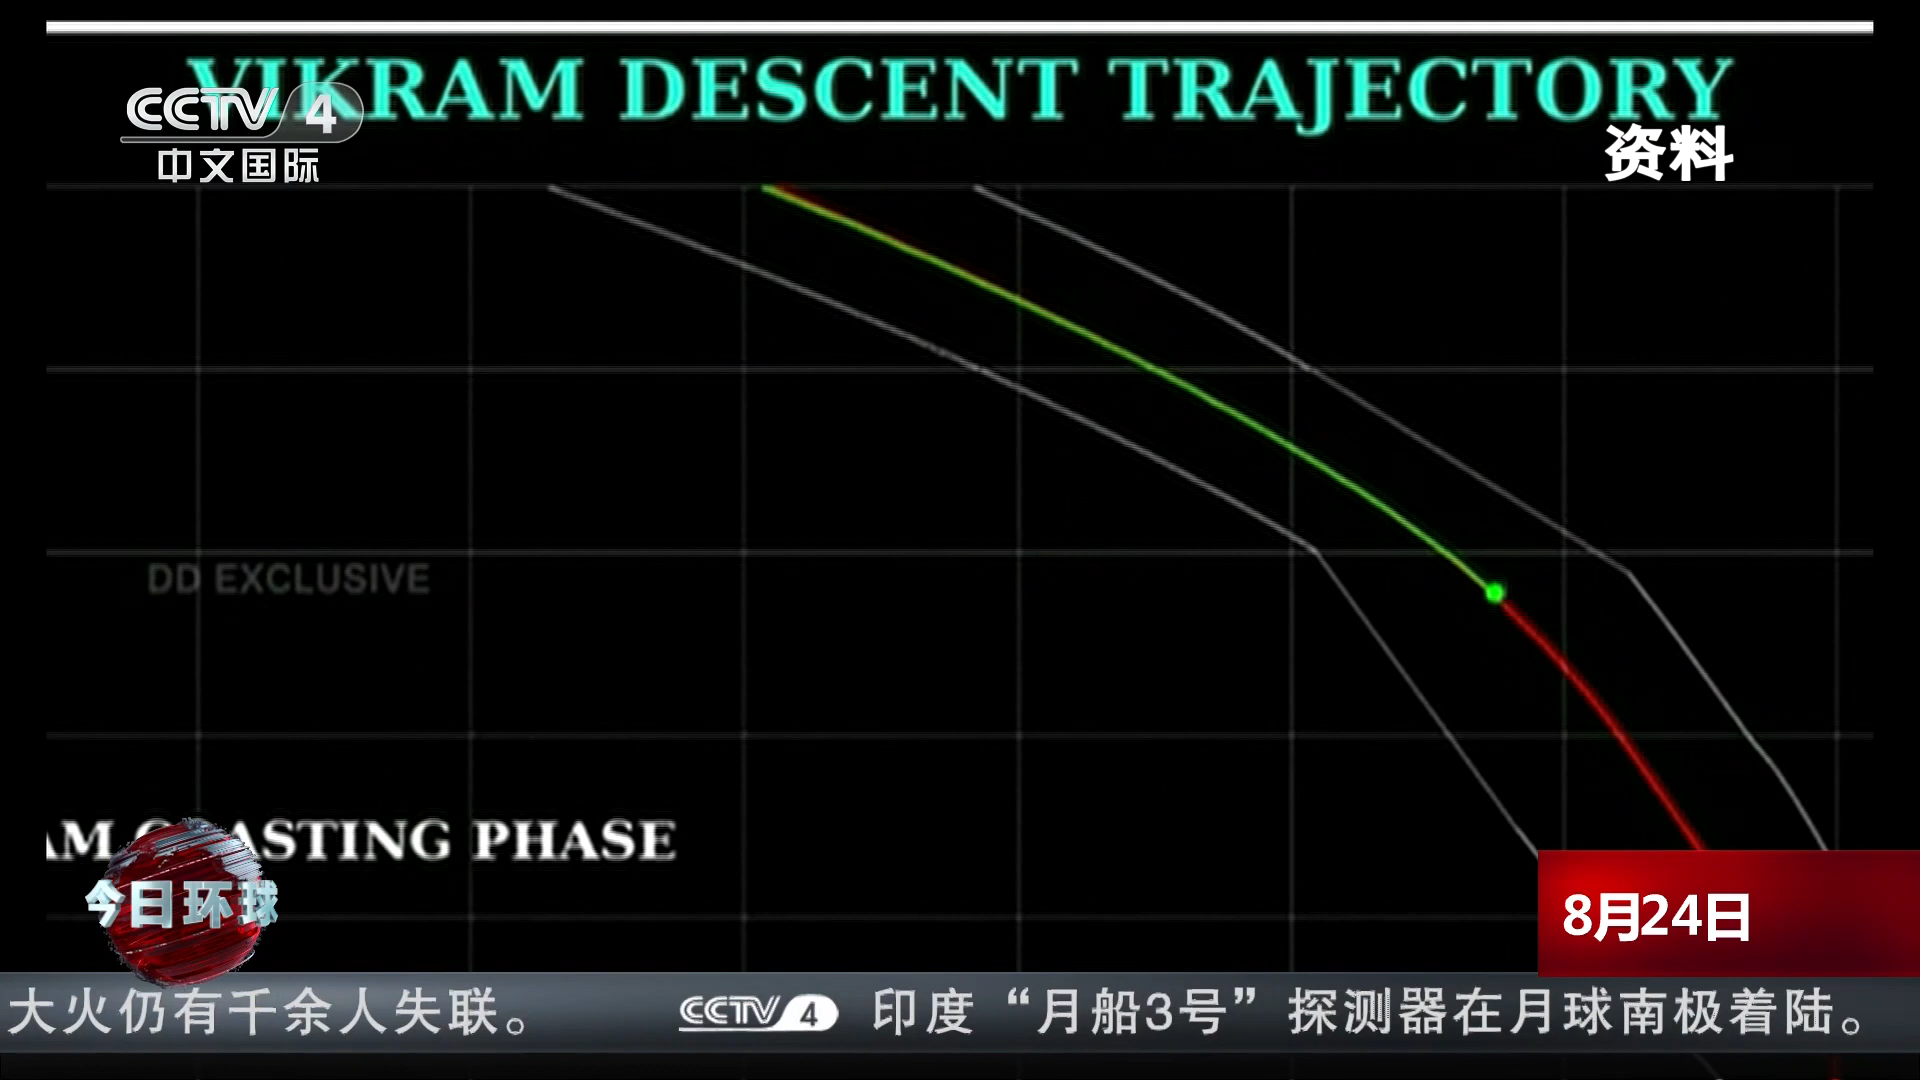 VIKRAM DESCENT TRAJECTORY
CCTV 4
中文国际
资料
DD EXCLUSIVE
PHASE
今日环球
8月24日
大火仍有千余人失联。
CCTV 4
印度“月船3号”探测器在月球南极着陆。